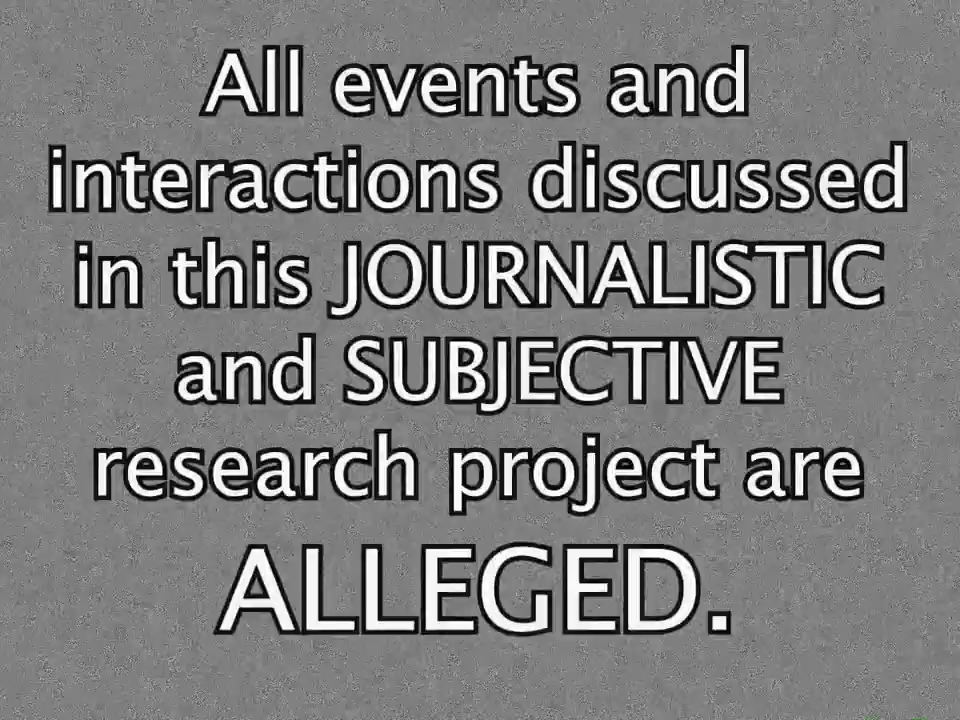 All events and
interactions discussed
in this JOURNALISTIC
and SUBJECTIVE
research project are
ALLEGED.